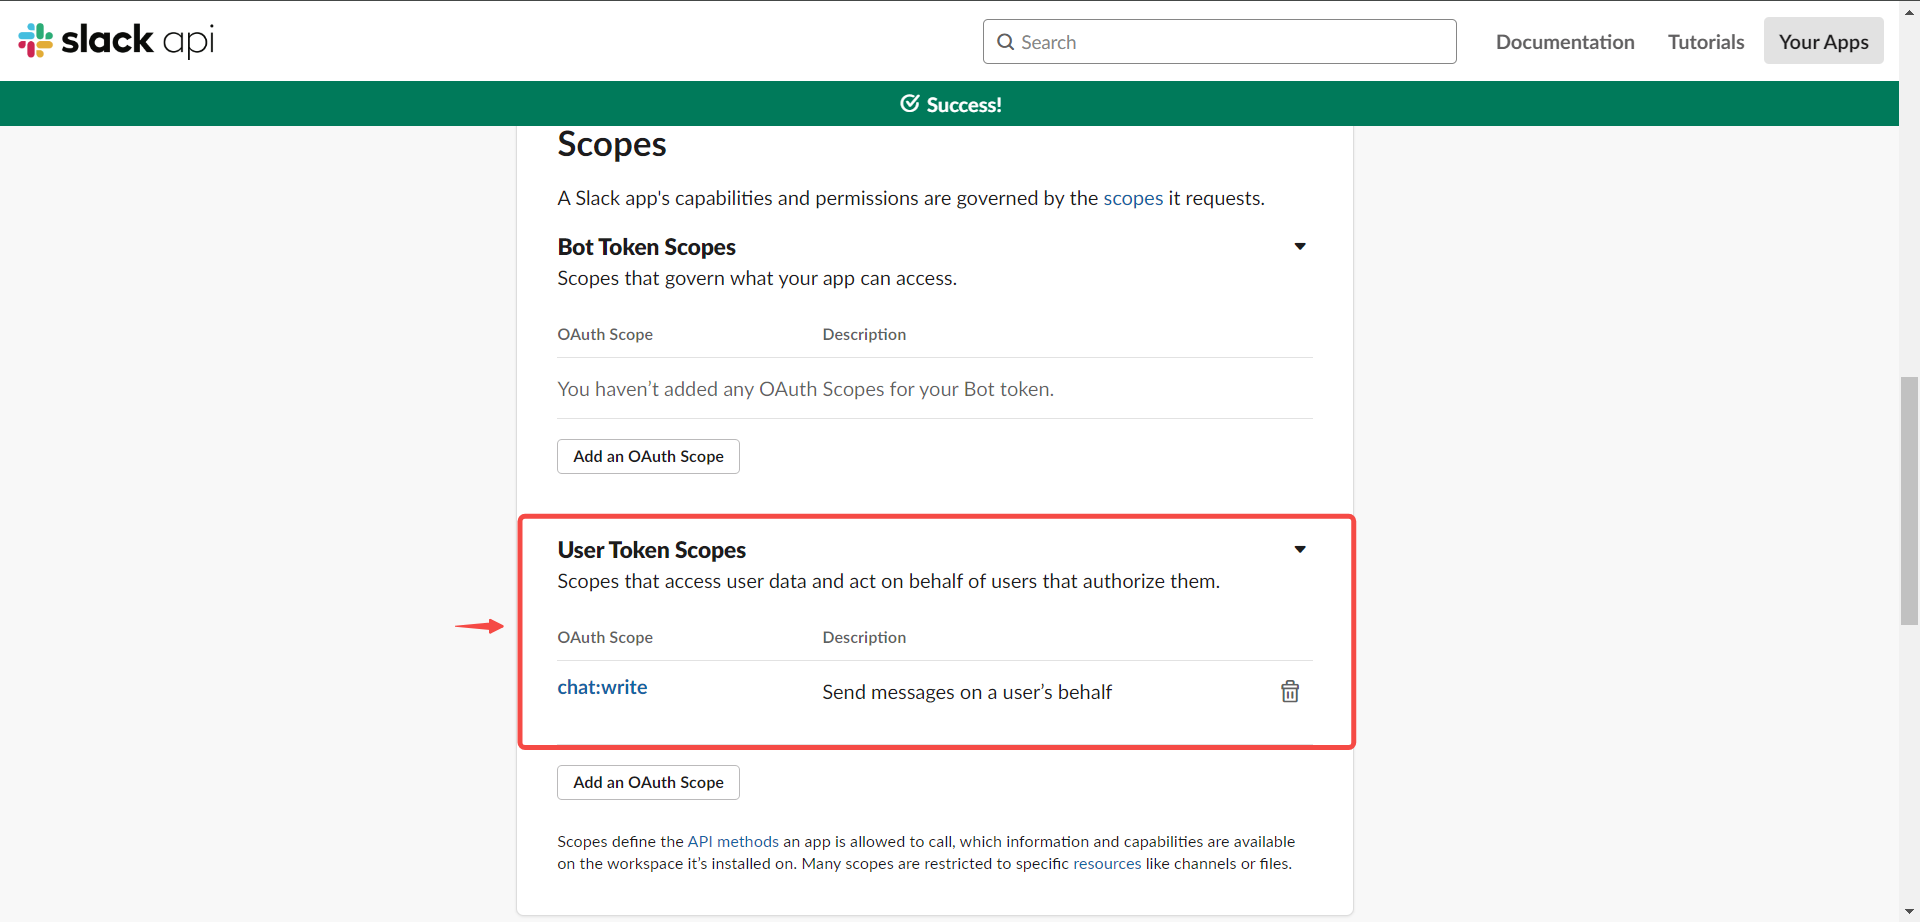 slack api
Search
Documentation
Tutorials
Your Apps
Success!
Scopes
A Slack app's capabilities and permissions are governed by the scopes it requests.
Bot Token Scopes
Scopes that govern what your app can access.
OAuth Scope Description
You haven’t added any OAuth Scopes for your Bot token.
Add an OAuth Scope
User Token Scopes
Scopes that access user data and act on behalf of users that authorize them.
OAuth Scope Description
chat:write Send messages on a user’s behalf
Add an OAuth Scope
Scopes define the API methods an app is allowed to call, which information and capabilities are available
on the workspace it’s installed on. Many scopes are restricted to specific resources like channels or files.